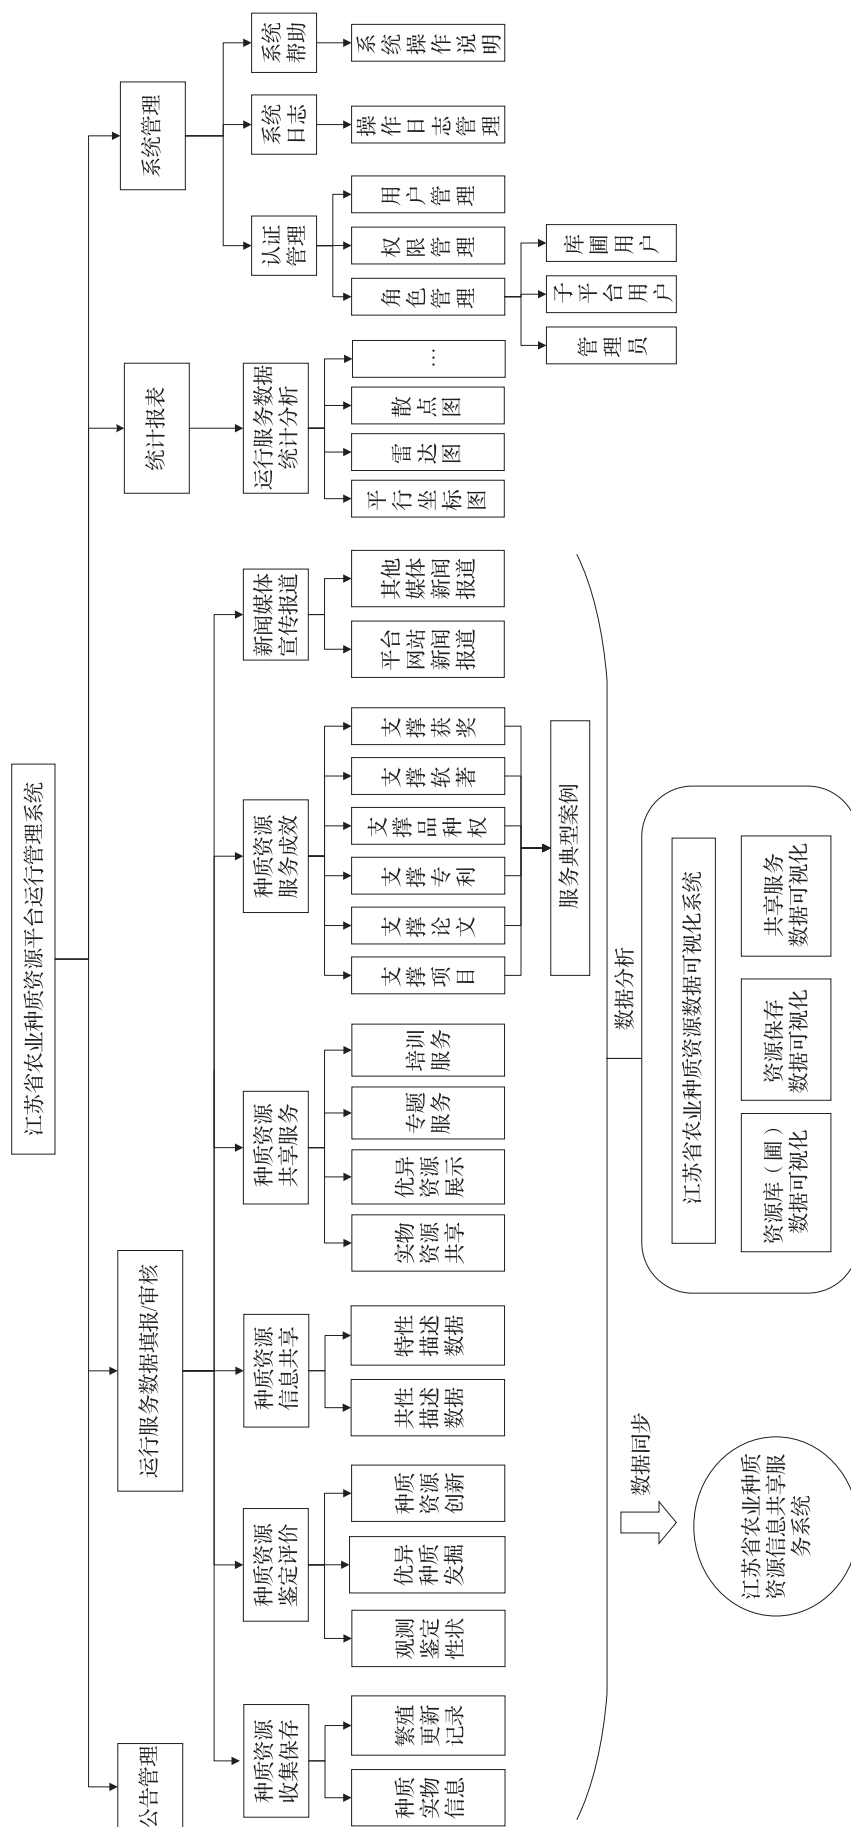 江苏省农业种质资源平台运行管理系统
公告管理
运行服务数据填报/审核
统计报表
系统管理
种质资源
收集保存
种质资源
鉴定评价
种质资源
信息共享
种质资源
共享服务
种质资源
服务成效
新闻媒体
宣传报道
运行服务数据
统计分析
认证
管理
系统
日志
系统
帮助
种质
实物
信息
繁殖
更新
记录
观测
鉴定
性状
优异
种质
发掘
种质
资源
创新
共性
描述
数据
特性
描述
数据
实物
资源
共享
优异
资源
展示
专题
服务
培训
服务
支撑
项目
支撑
论文
支撑
专利
支撑
品种
权
支撑
软著
支撑
获奖
平台
网站
新闻
报道
其他
媒体
新闻
报道
平行坐标图
雷达图
散点图
…
角色管理
权限管理
用户管理
操作日志管理
系统操作说明
服务典型案例
管理员
子平台用户
库圃用户
数据同步
数据分析
江苏省农业种质
资源信息共享服
务系统
江苏省农业种质资源数据可视化系统
资源库（圃）
数据可视化
资源保存
数据可视化
共享服务
数据可视化